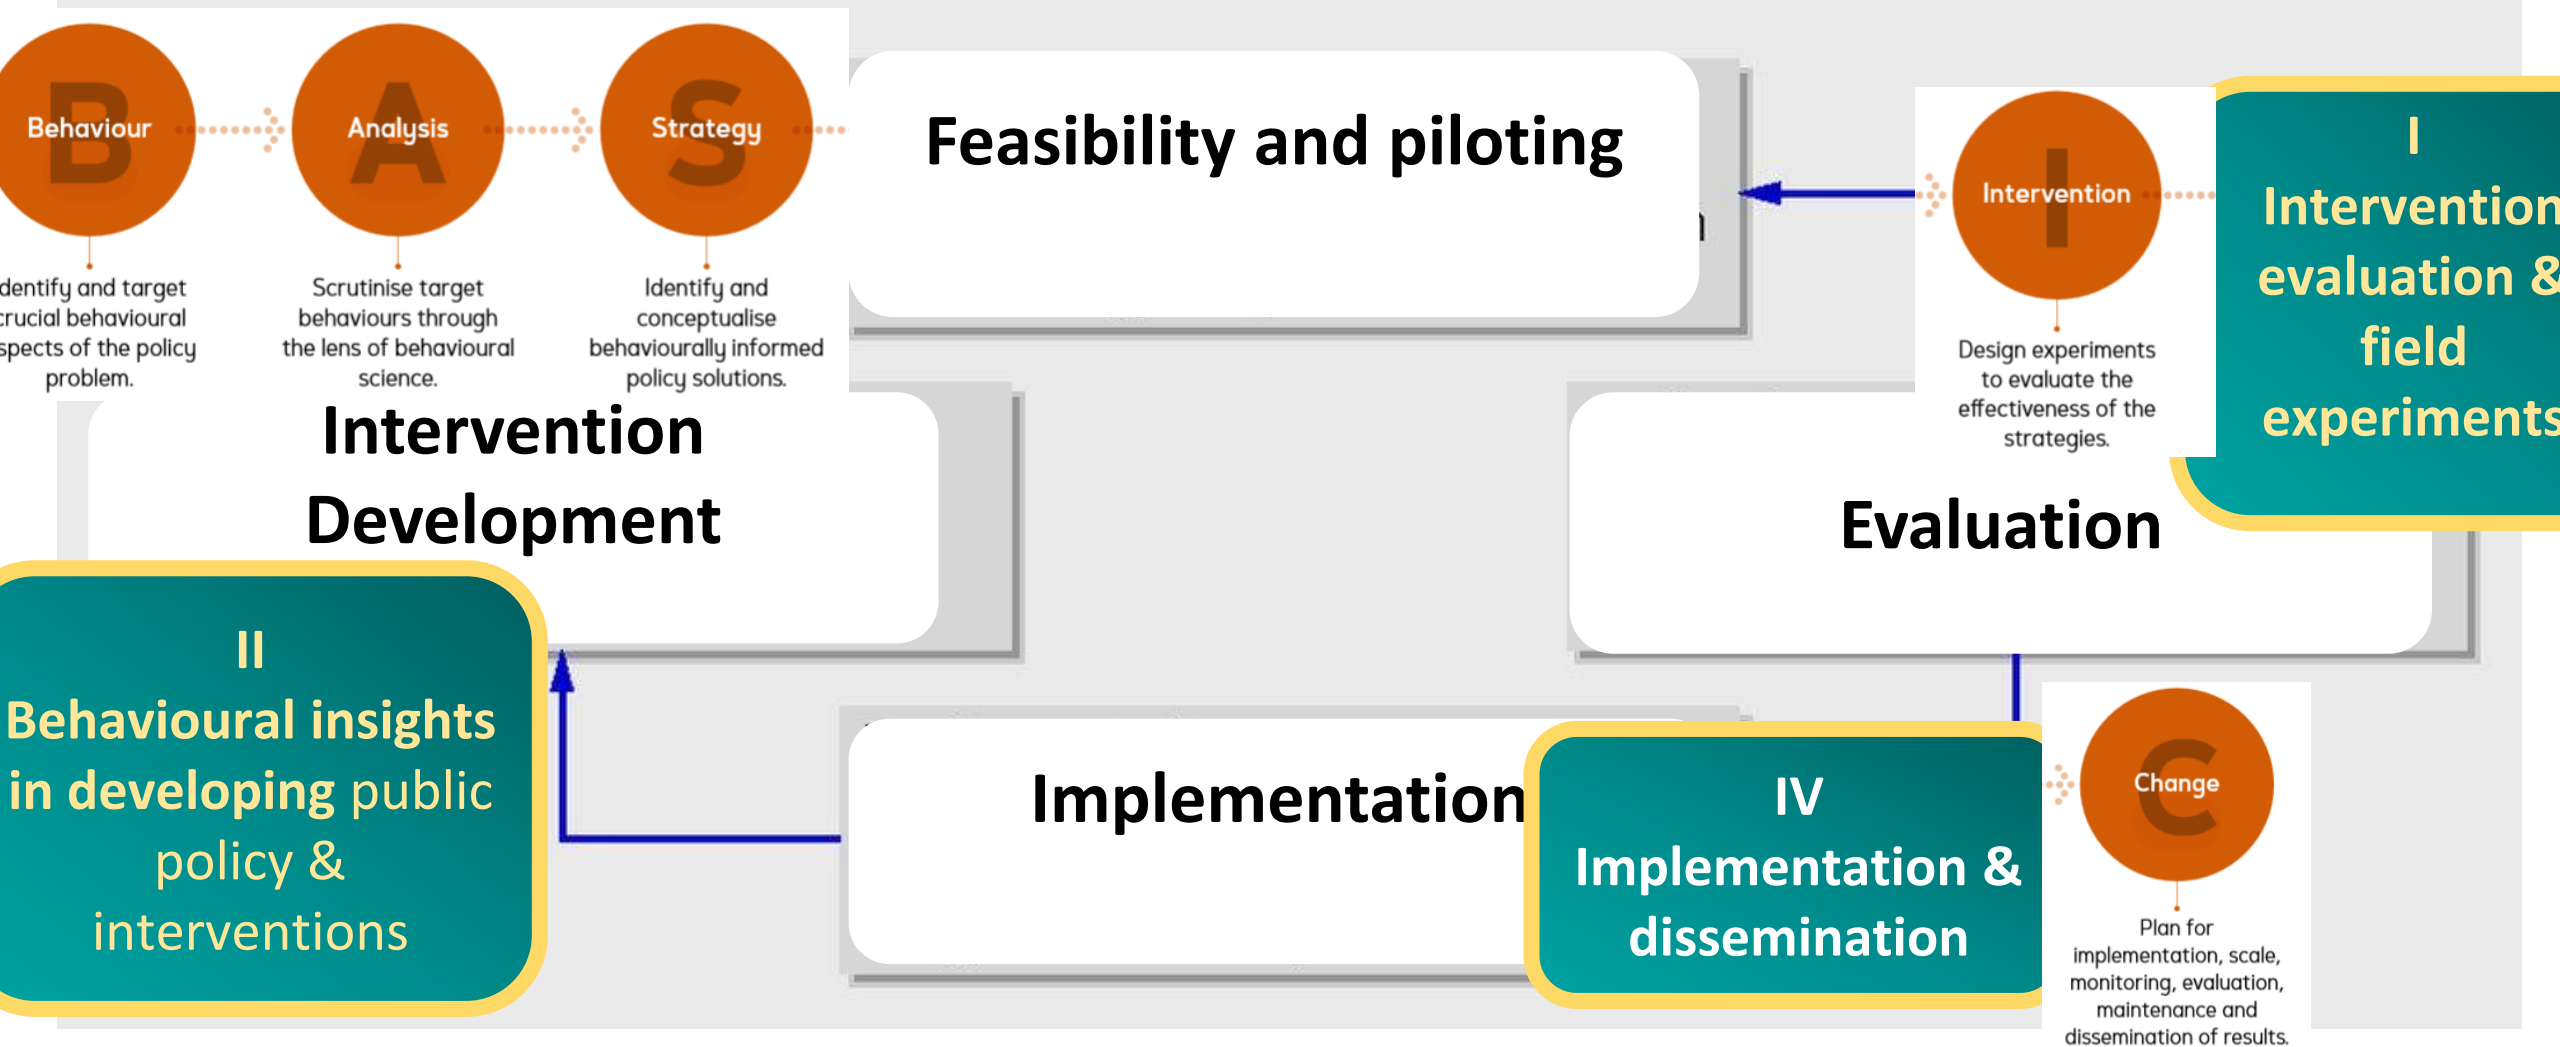 B
Behaviour
dentify and target
crucial behavioural
spects of the policy
problem.
A
Analysis
Scrutinise target
behaviours through
the lens of behavioural
science.
S
Strategy
Identify and
conceptualise
behaviourally informed
policy solutions.
Feasibility and piloting
I
Intervention
Design experiments
to evaluate the
effectiveness of the
strategies.
I
Intervention
evaluation &
field
experiments
Intervention
Development
Evaluation
II
Behavioural insights
in developing public
policy &
interventions
Implementation
IV
Implementation &
dissemination
C
Change
Plan for
implementation, scale,
monitoring, evaluation,
maintenance and
dissemination of results.